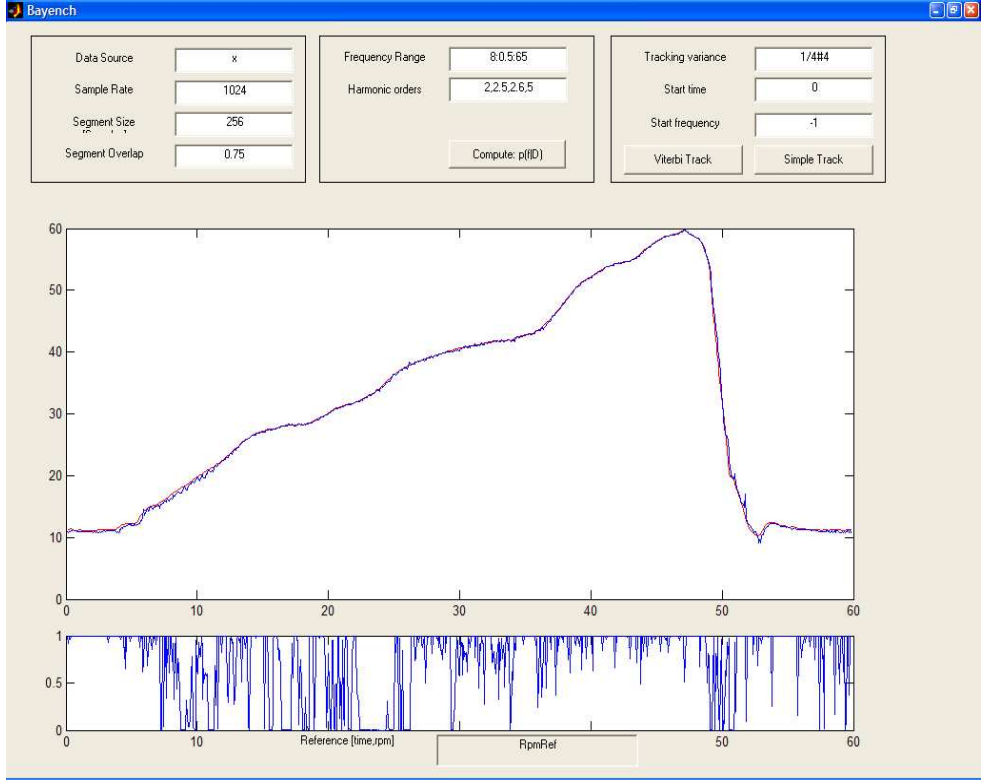 Bayench
Data Source
x
Sample Rate
1024
Segment Size
256
Segment Overlap
0.75
Frequency Range
8:0.5:65
Harmonic orders
2,2.5,2.6,5
Compute: p(f|D)
Tracking variance
1/4#4
Start time
0
Start frequency
-1
Viterbi Track
Simple Track
60
50
40
30
20
10
0
0 10 20 30 40 50 60
1
0.5
0
0 10 50 60
Reference [time,rpm]
RpmRef